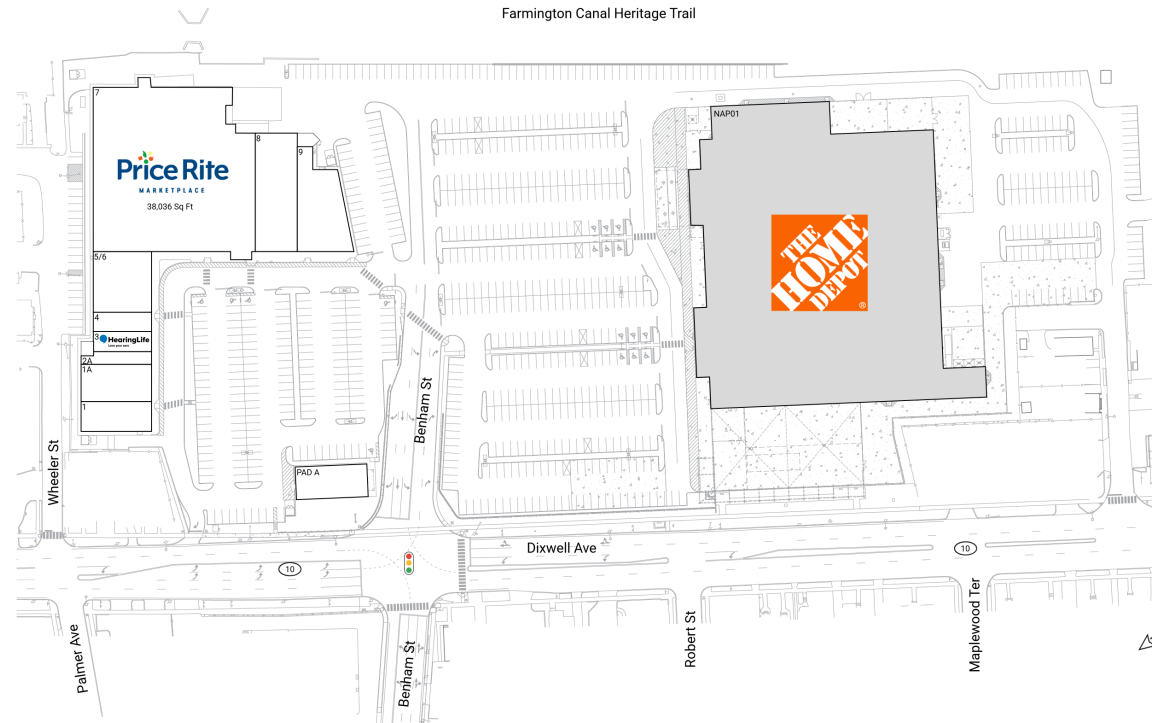 Farmington Canal Heritage Trail
7
Price Rite
MARKETPLACE
38,036 Sq Ft
8
9
NAP01
THE
HOME
DEPOT
®
5/6
4
3
HearingLife
2A
1A
1
PAD A
Wheeler St
Benham St
Dixwell Ave
10
10
Palmer Ave
Benham St
Robert St
Maplewood Ter